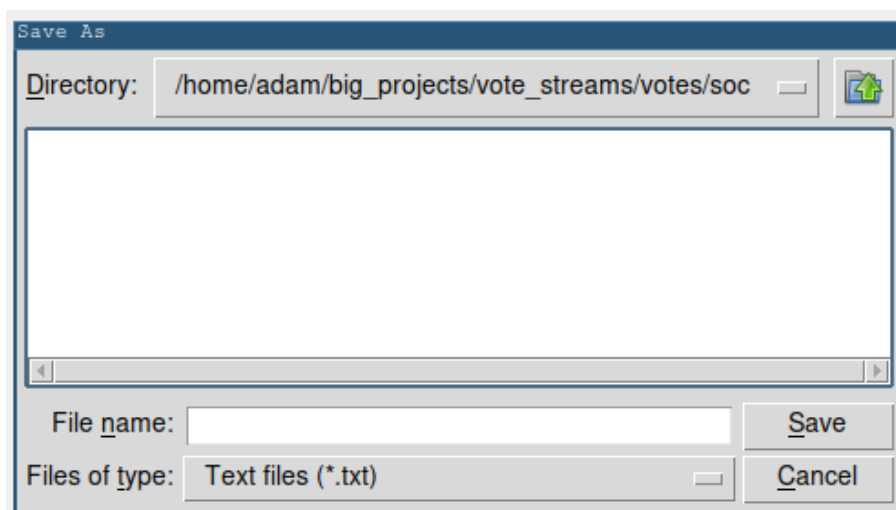 Save As
Directory: /home/adam/big_projects/vote_streams/votes/soc
File name: Save
Files of type: Text files (*.txt) Cancel